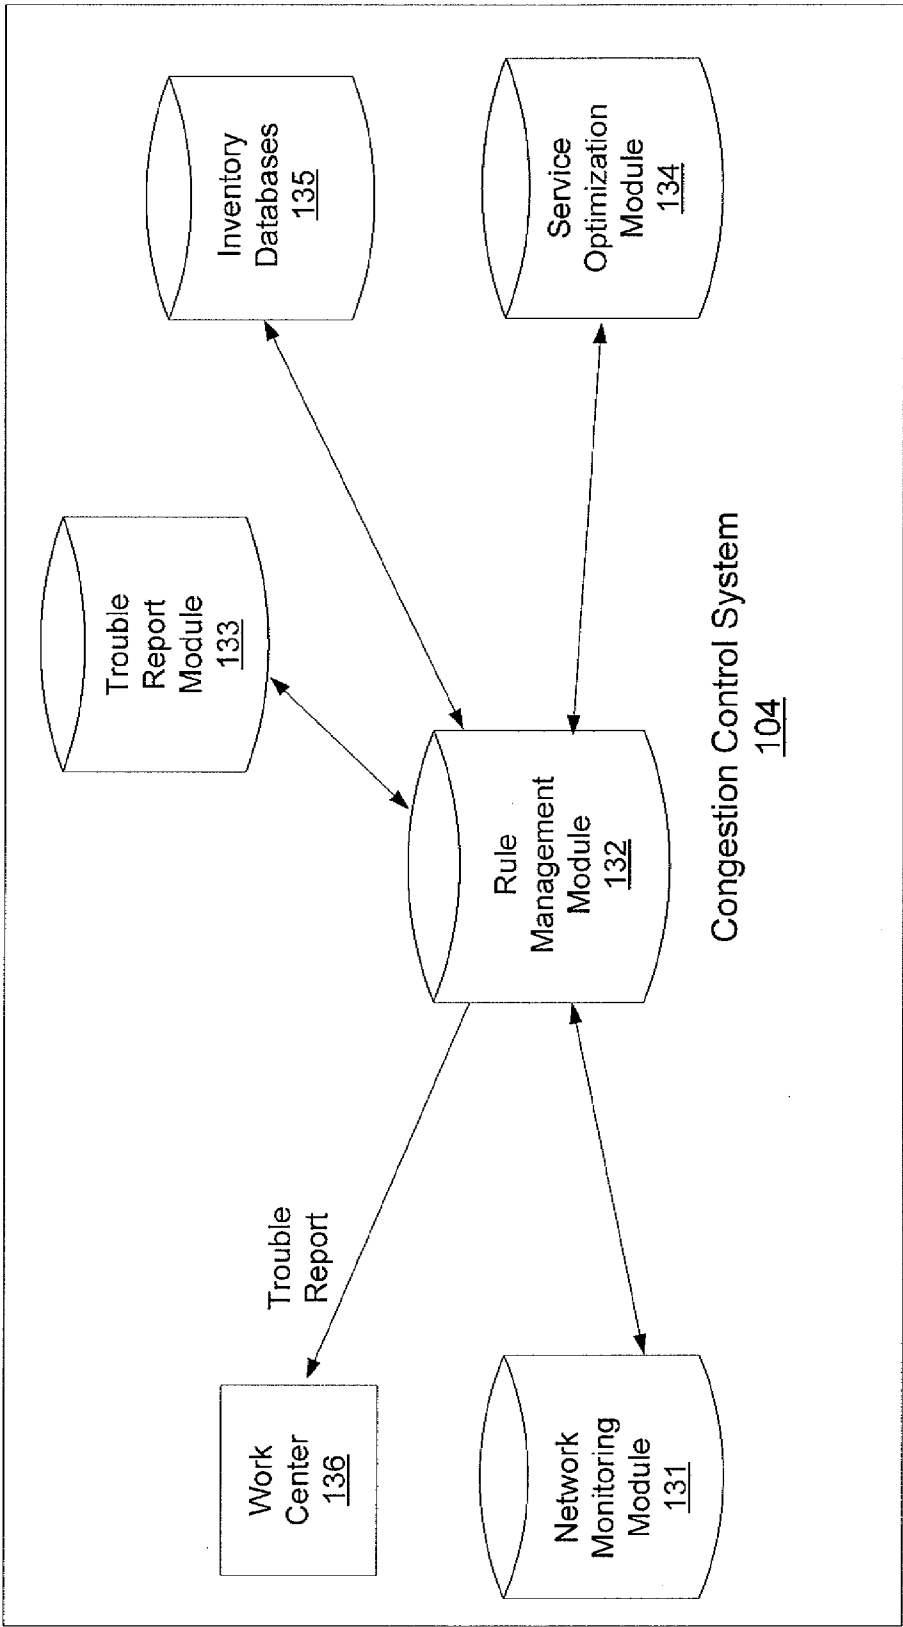 Trouble
Report
Module
133
Inventory
Databases
135
Work
Center
136
Trouble
Report
Rule
Management
Module
132
Network
Monitoring
Module
131
Service
Optimization
Module
134
Congestion Control System
104